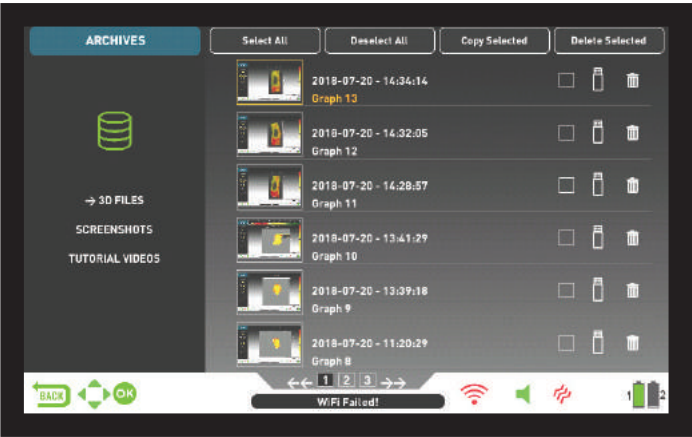 ARCHIVES
Select All
Deselect All
Copy Selected
Delete Selected
2018-07-20 - 14:34:14
Graph 13
2018-07-20 - 14:32:05
Graph 12
2018-07-20 - 14:28:57
Graph 11
2018-07-20 - 13:41:29
Graph 10
2018-07-20 - 13:39:18
Graph 9
2018-07-20 - 11:20:29
Graph 8
→ 3D FILES
SCREENSHOTS
TUTORIAL VIDEOS
BACK
OK
←← 1 2 3 →→
WiFi Failed!
1 2